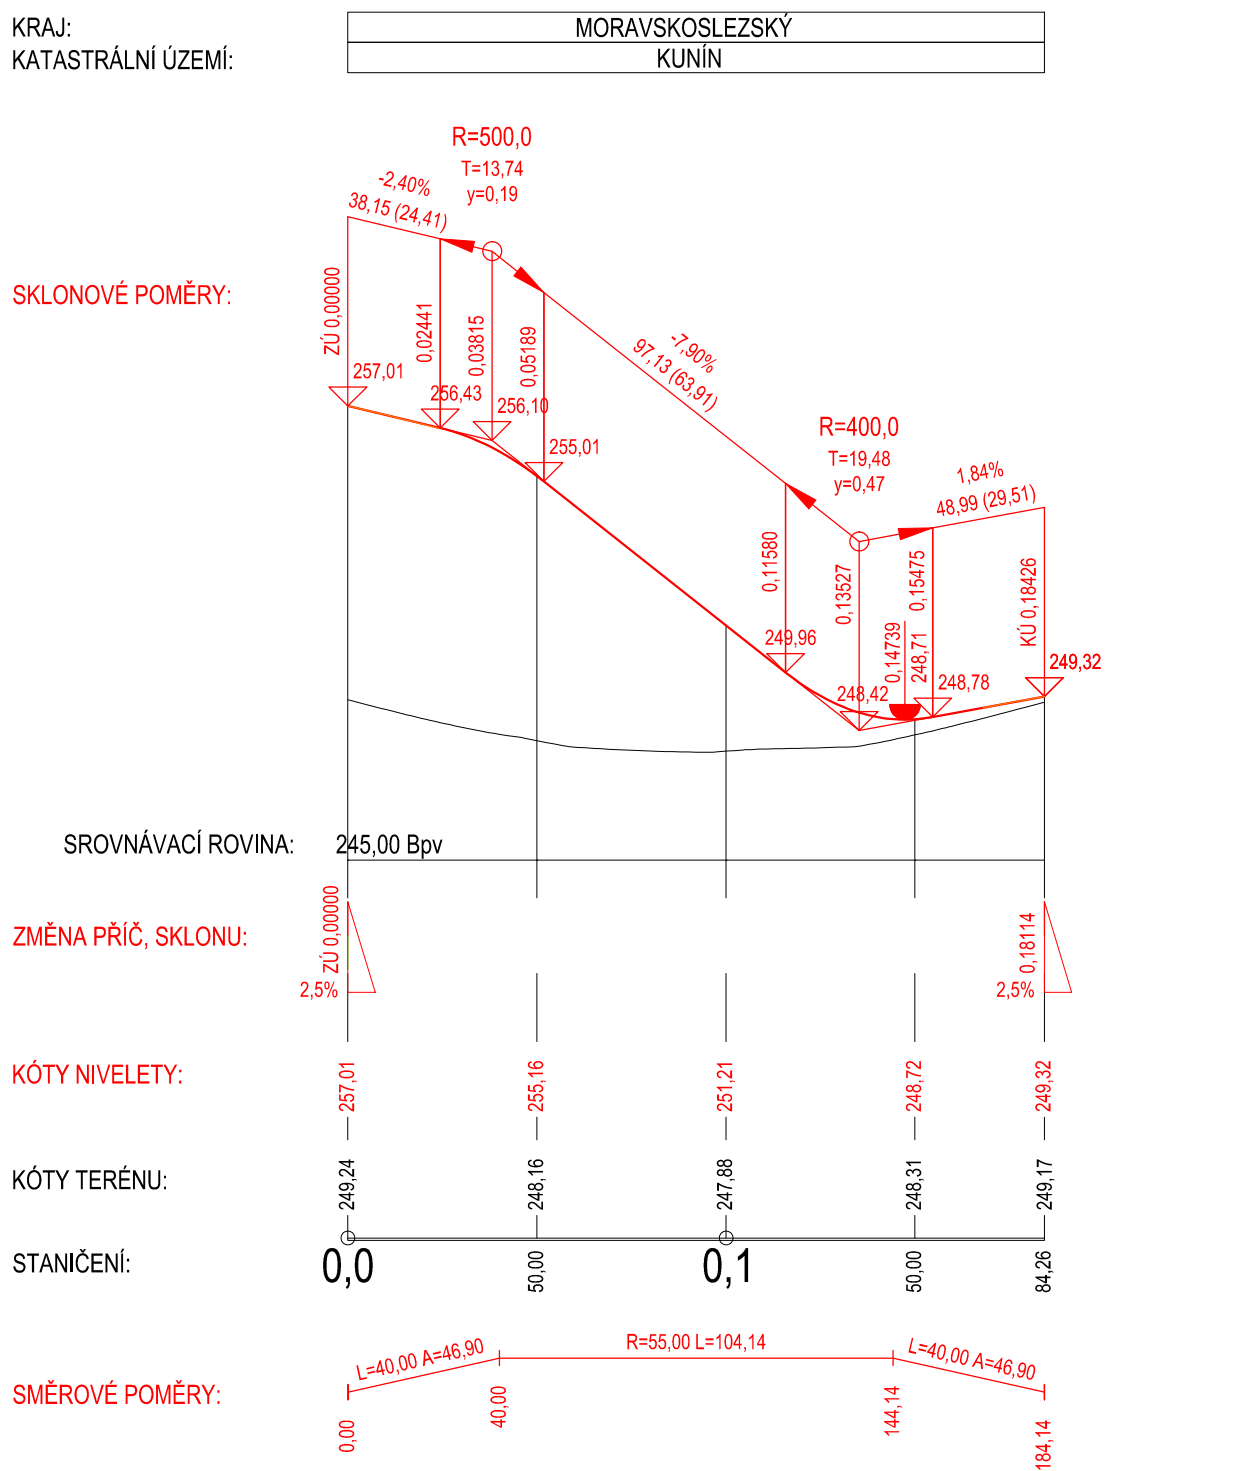 KRAJ:
MORAVSKOSLEZSKÝ
KATASTRÁLNÍ ÚZEMÍ:
KUNÍN
R=500,0
T=13,74
y=0,19
-2,40%
38,15 (24,41)
SKLONOVÉ POMĚRY:
ZÚ 0,00000
0,02441
0,03815
0,05189
257,01
256,43
256,10
255,01
-7,90%
97,13 (63,91)
R=400,0
T=19,48
y=0,47
1,84%
48,99 (29,51)
0,11580
0,13527
0,14739
248,71
0,15475
KÚ 0,18426
249,96
248,42
248,78
249,32
SROVNÁVACÍ ROVINA:
245,00 Bpv
ZMĚNA PŘÍČ, SKLONU:
ZÚ 0,00000
2,5%
0,18114
2,5%
KÓTY NIVELETY:
257,01
255,16
251,21
248,72
249,32
KÓTY TERÉNU:
249,24
248,16
247,88
248,31
249,17
STANIČENÍ:
0,0
50,00
0,1
50,00
84,26
SMĚROVÉ POMĚRY:
L=40,00 A=46,90
R=55,00 L=104,14
L=40,00 A=46,90
0,00
40,00
144,14
184,14